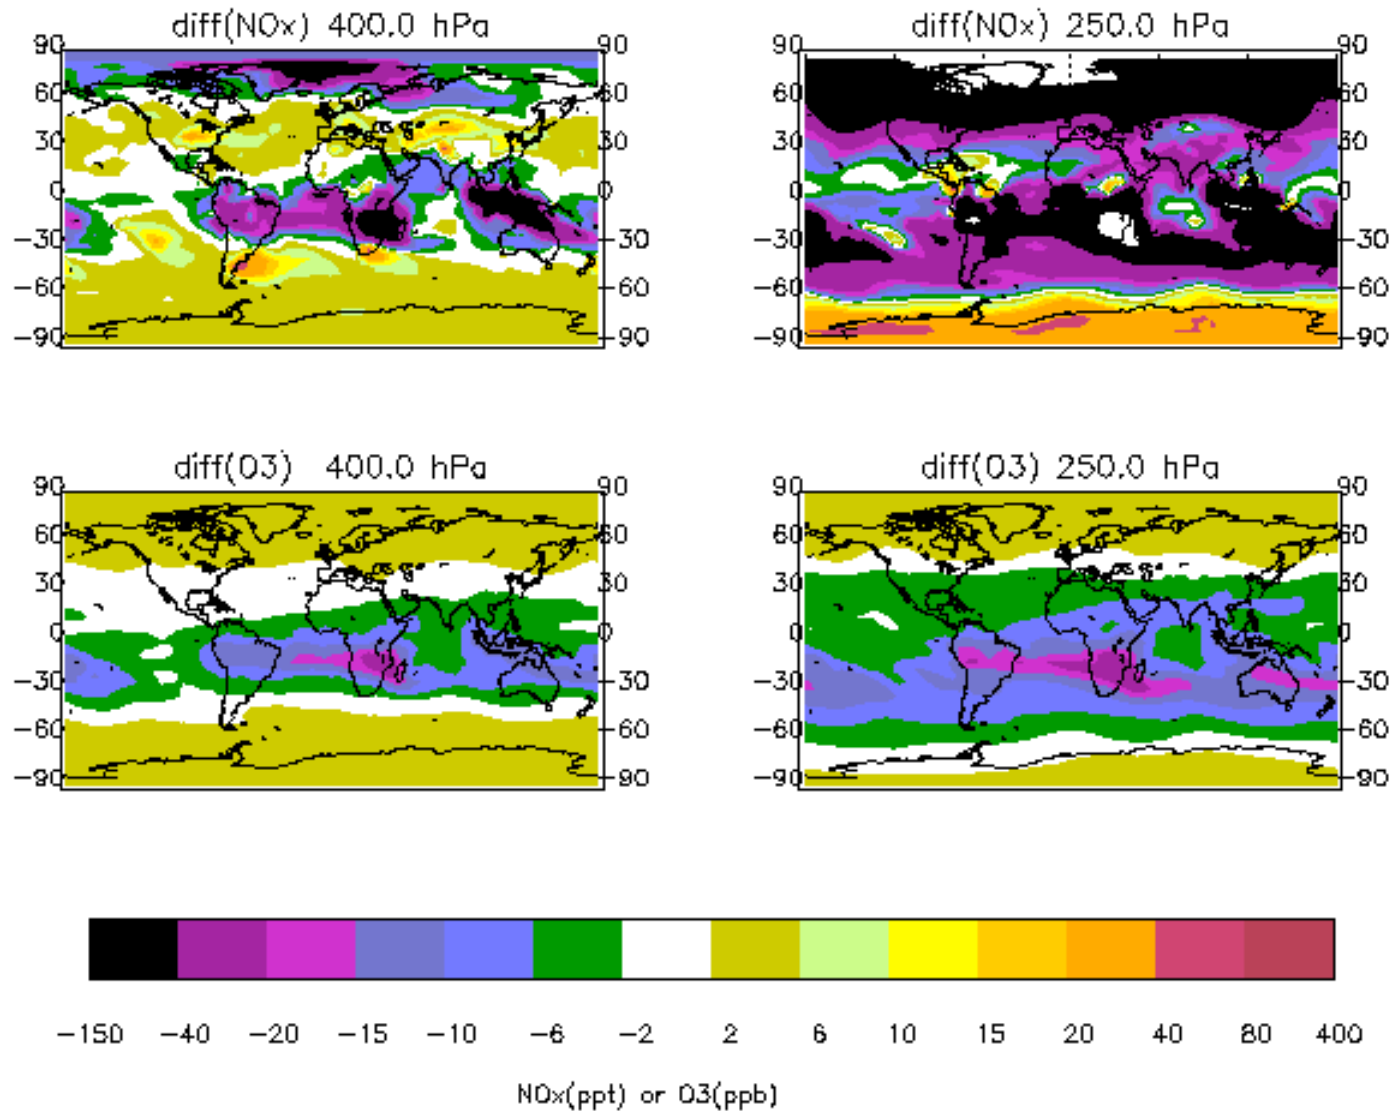 diff(NOx) 400.0 hPa diff(NOx) 250.0 hPa
90 90 90 90
60 60 60 60
30 30 30 30
0 0 0 0
−30 −30 −30 −30
−60 −60 −60 −60
−90 −90 −90 −90
diff(O3) 400.0 hPa diff(O3) 250.0 hPa
90 90 90 90
60 60 60 60
30 30 30 30
0 0 0 0
−30 −30 −30 −30
−60 −60 −60 −60
−90 −90 −90 −90
−150 −40 −20 −15 −10 −6 −2 2 6 10 15 20 40 80 400
NOx(ppt) or O3(ppb)